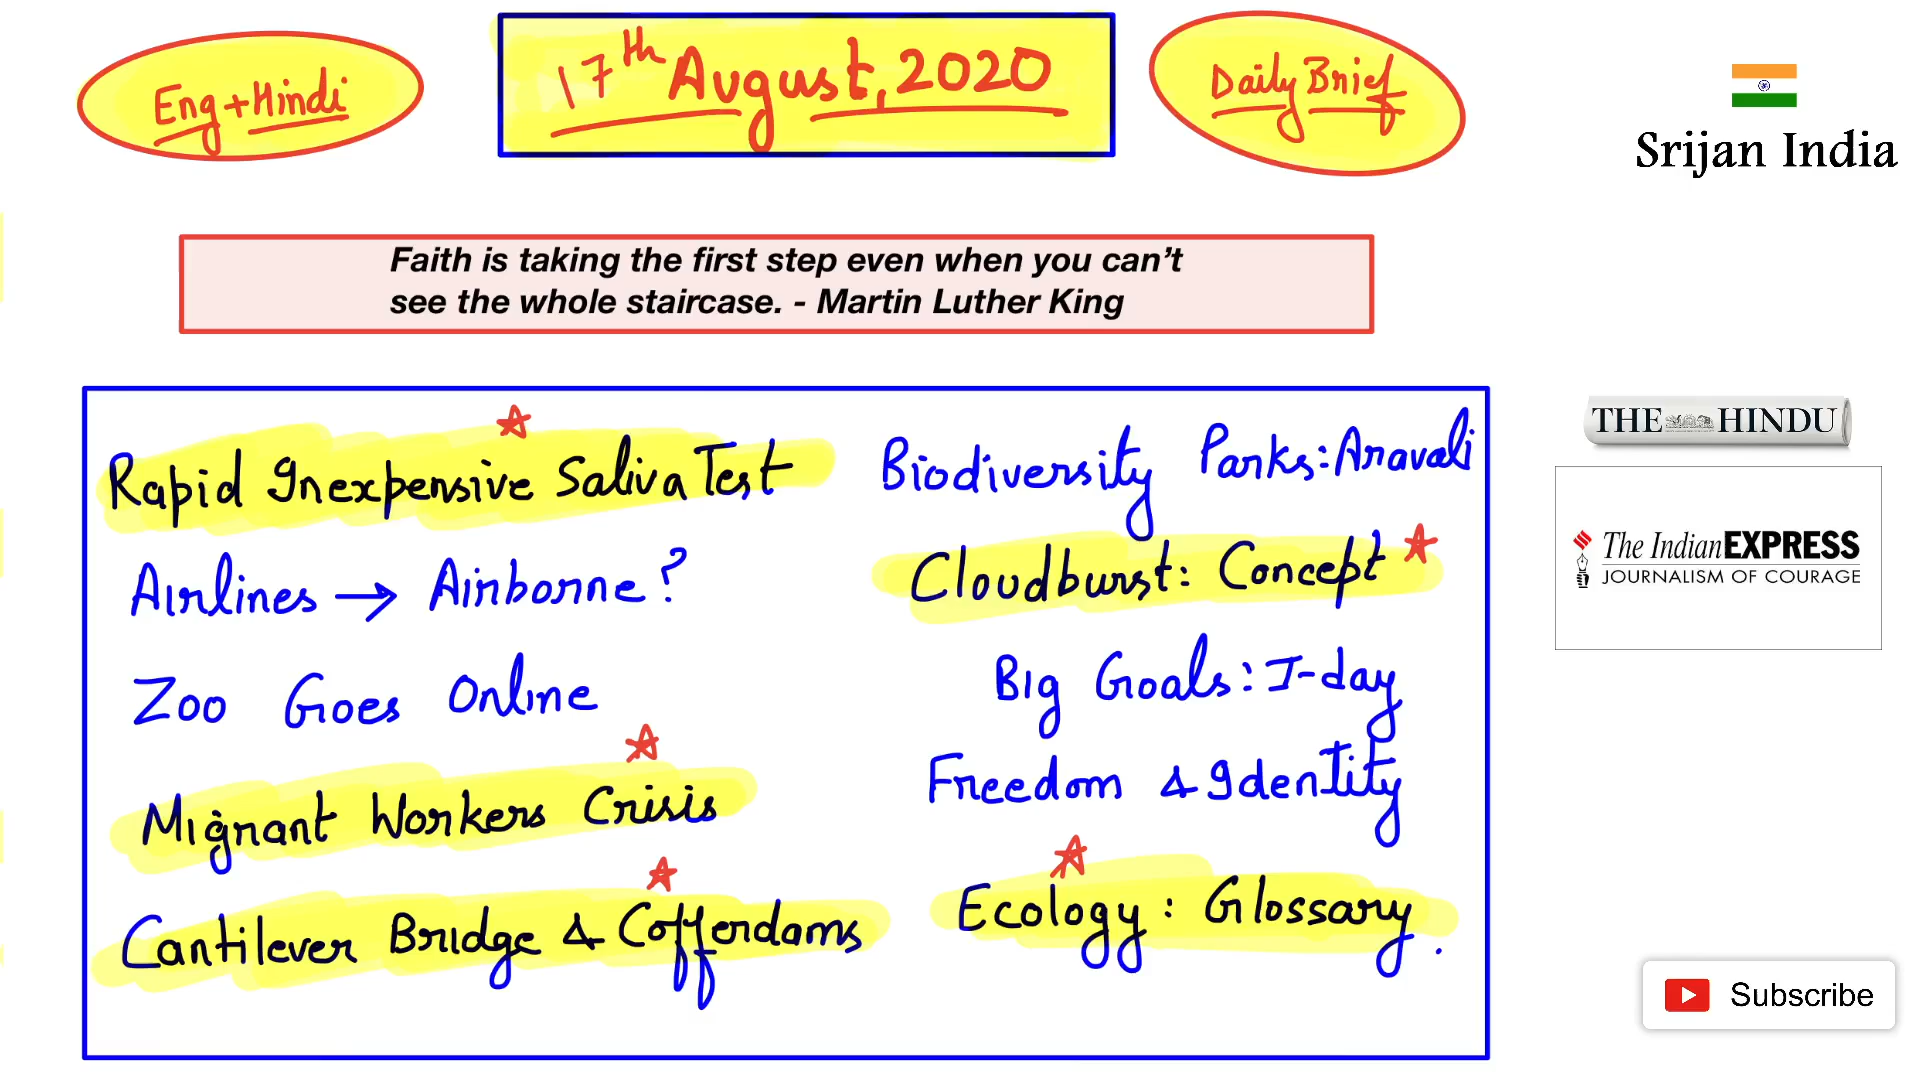 Eng+Hindi
17th August, 2020
Daily Brief
Srijan India
Faith is taking the first step even when you can't
see the whole staircase. - Martin Luther King
Rapid Inexpensive Saliva Test
Airlines → Airborne?
Zoo Goes Online
Migrant Workers Crisis
Cantilever Bridge & Cofferdams
Biodiversity Parks: Aravali
Cloudburst: Concept
Big Goals: I-day
Freedom & Identity
Ecology: Glossary.
THE HINDU
The Indian EXPRESS
JOURNALISM OF COURAGE
Subscribe